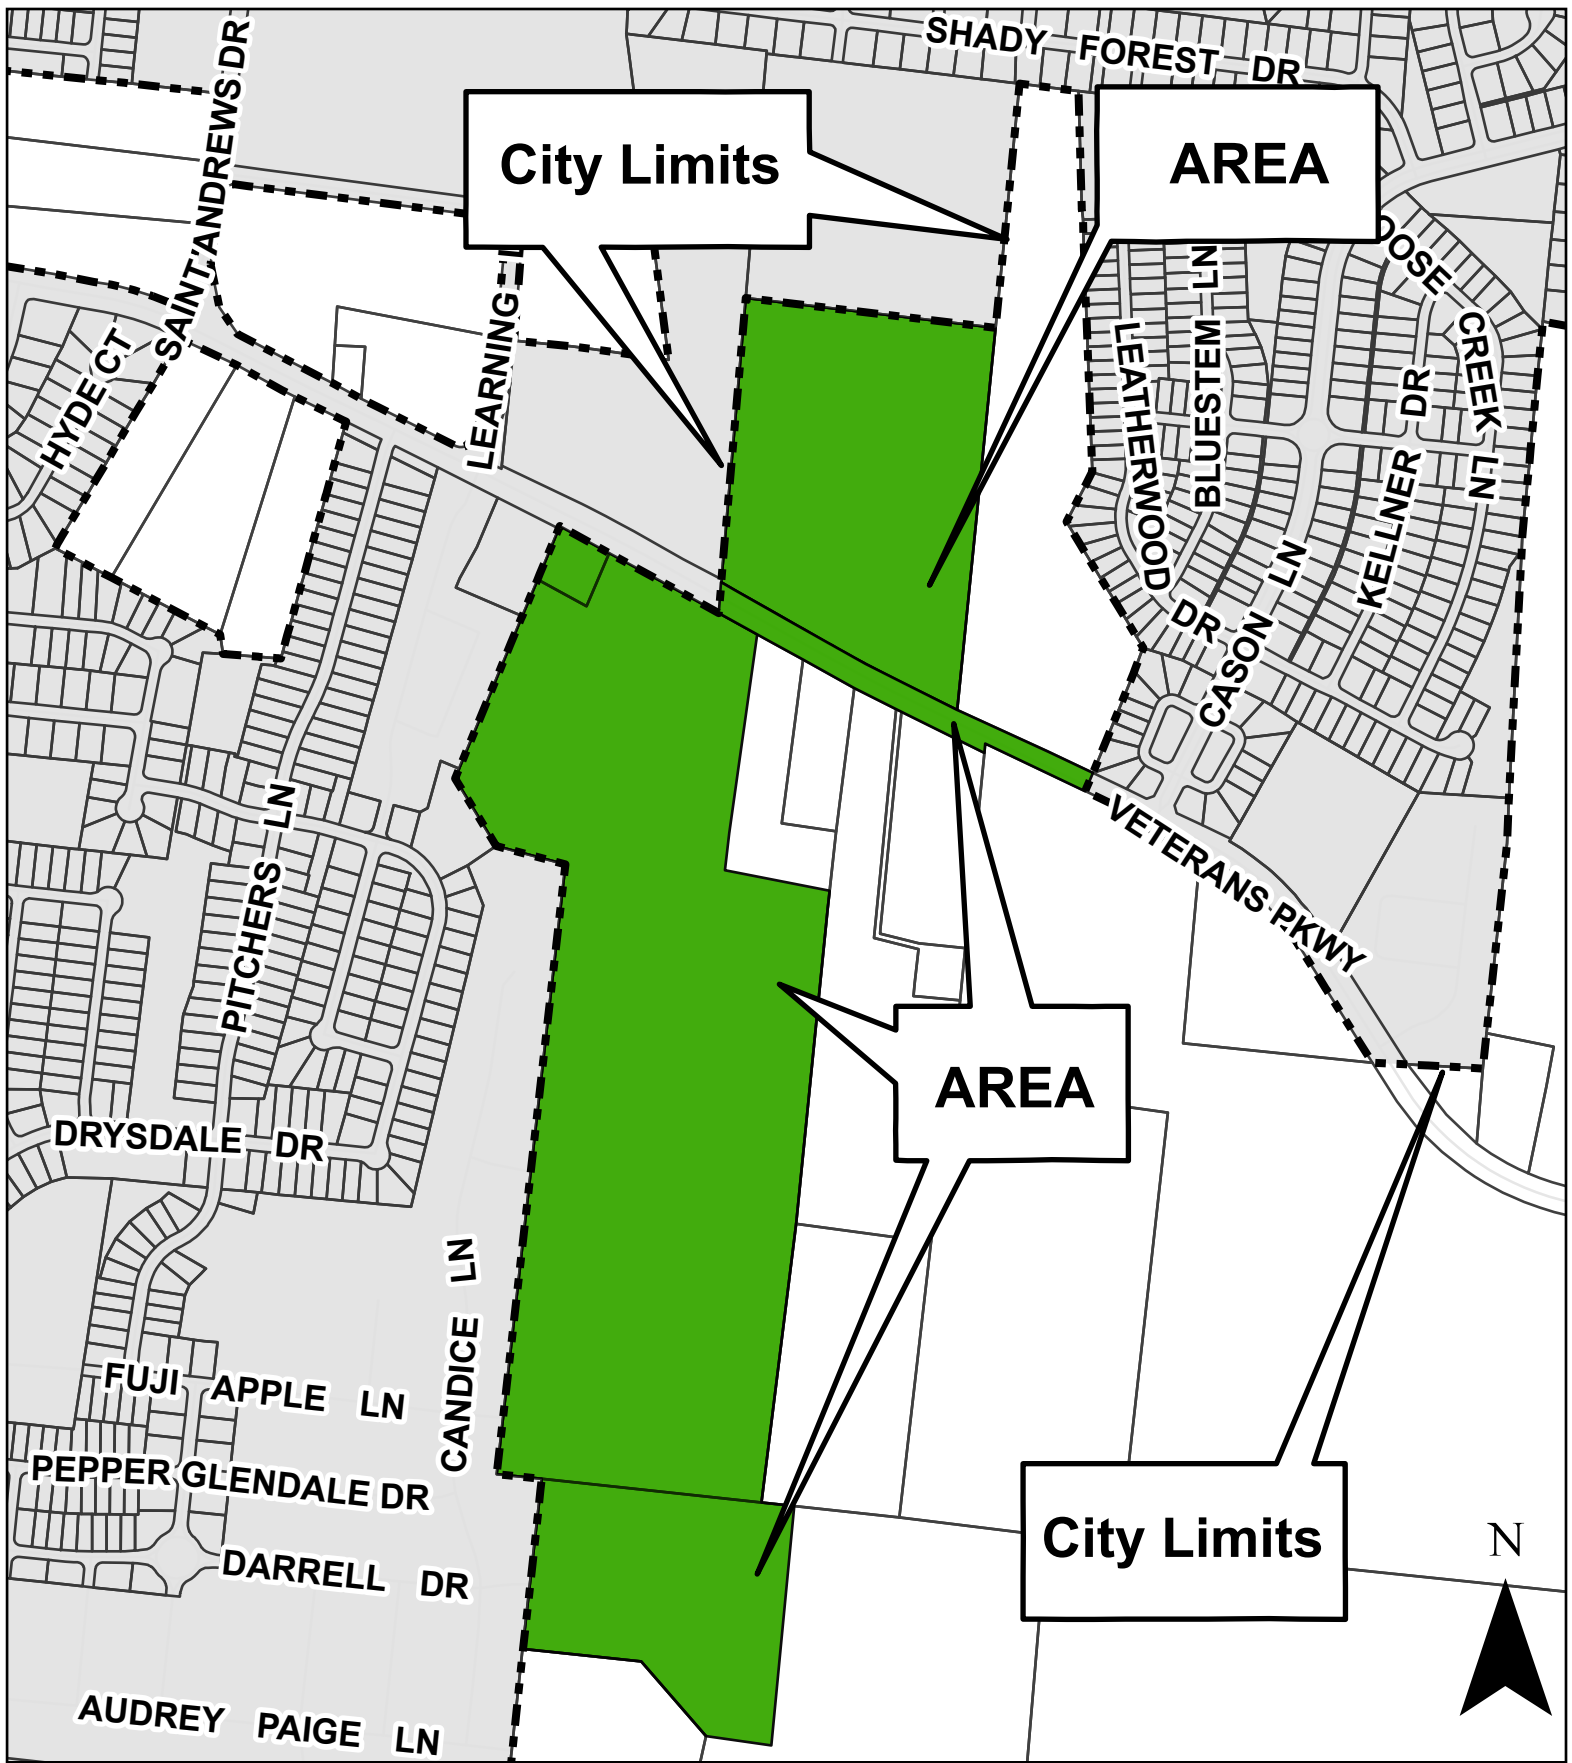 SHADY FOREST DR
SAINT ANDREWS DR
City Limits
AREA
OOSE
CREEK LN
LEARNING L
HYDE CT
LEATHERWOOD
DR
BLUESTEM LN
KELLNER DR
CASON LN
VETERANS PKWY
PITCHERS LN
AREA
DRYSDALE DR
CANDICE LN
FUJI APPLE LN
PEPPER GLENDALE DR
DARRELL DR
City Limits
N
AUDREY PAIGE LN